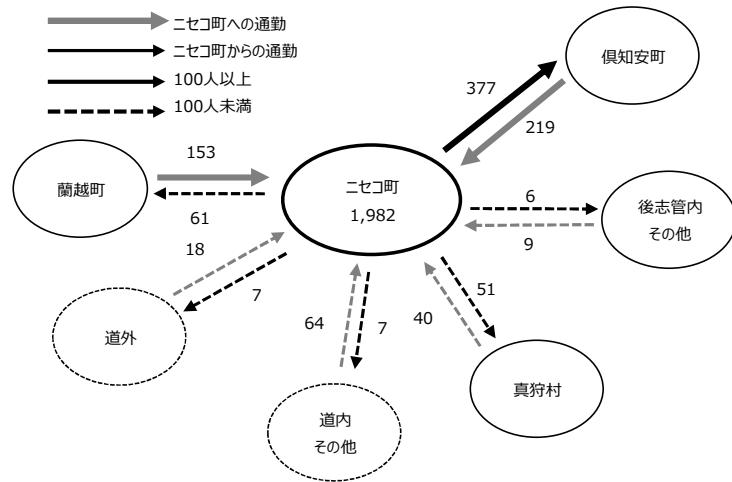 ニセコ町への通勤
ニセコ町からの通勤
100人以上
100人未満
倶知安町
377
219
153
蘭越町
61
ニセコ町
1,982
6
9
後志管内
その他
18
7
道外
64
7
道内
その他
51
40
真狩村